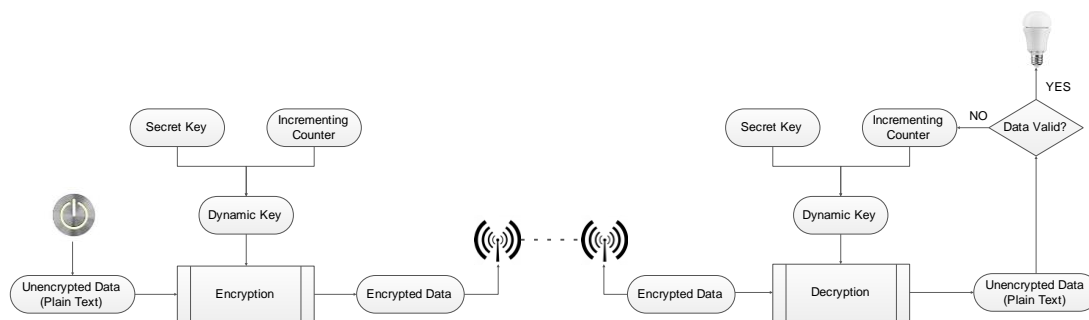 YES
Secret Key
Incrementing
Counter
Secret Key
Incrementing
Counter
NO
Data Valid?
Dynamic Key
Dynamic Key
Unencrypted Data
(Plain Text)
Encryption
Encrypted Data
Encrypted Data
Decryption
Unencrypted Data
(Plain Text)